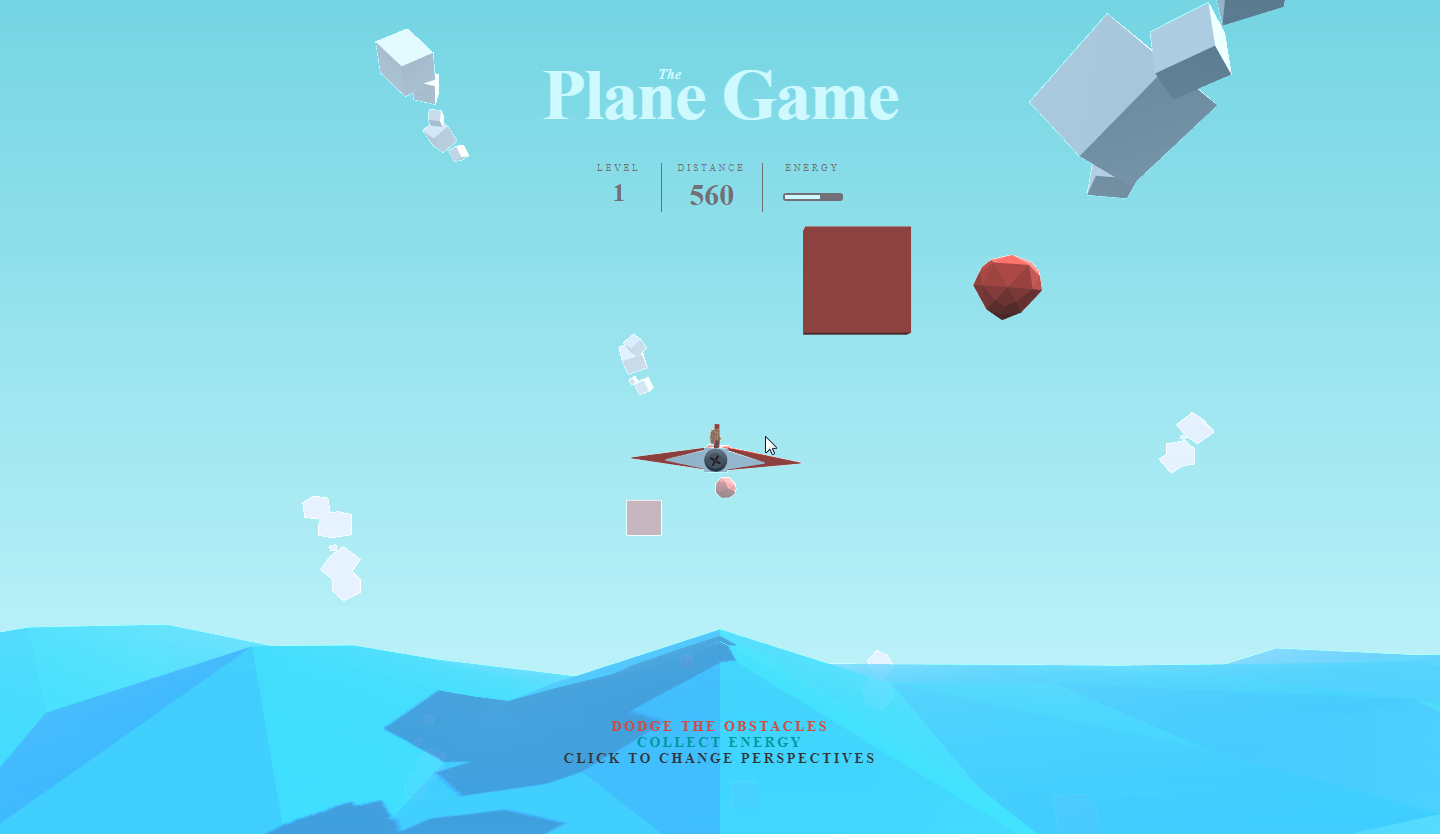 The
Plane Game
LEVEL DISTANCE ENERGY
1 560
DODGE THE OBSTACLES
COLLECT ENERGY
CLICK TO CHANGE PERSPECTIVES